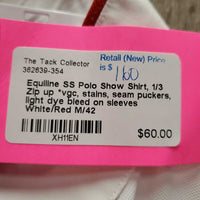 Retail (New) Price
is $ 160
The Tack Collector
362639-354
Equiline SS Polo Show Shirt, 1/3
Zip up *vgc, stains, seam puckers,
light dye bleed on sleeves
White/Red M/42
XH11EN
$60.00